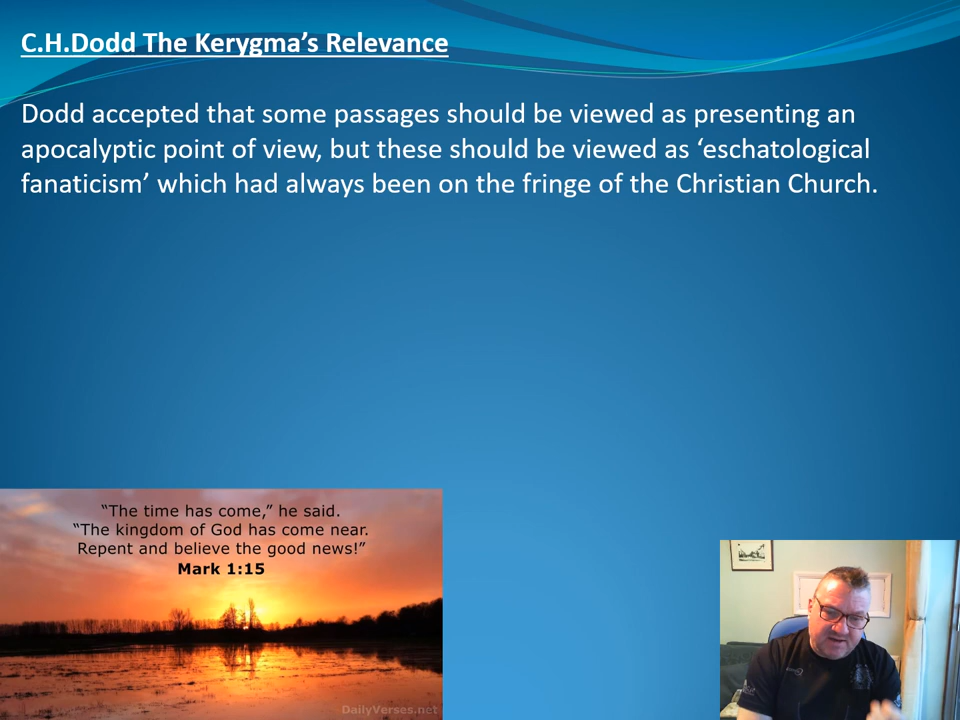 C.H.Dodd The Kerygma’s Relevance
Dodd accepted that some passages should be viewed as presenting an
apocalyptic point of view, but these should be viewed as ‘eschatological
fanaticism’ which had always been on the fringe of the Christian Church.
“The time has come,” he said.
“The kingdom of God has come near.
Repent and believe the good news!”
Mark 1:15
DailyVerses.net